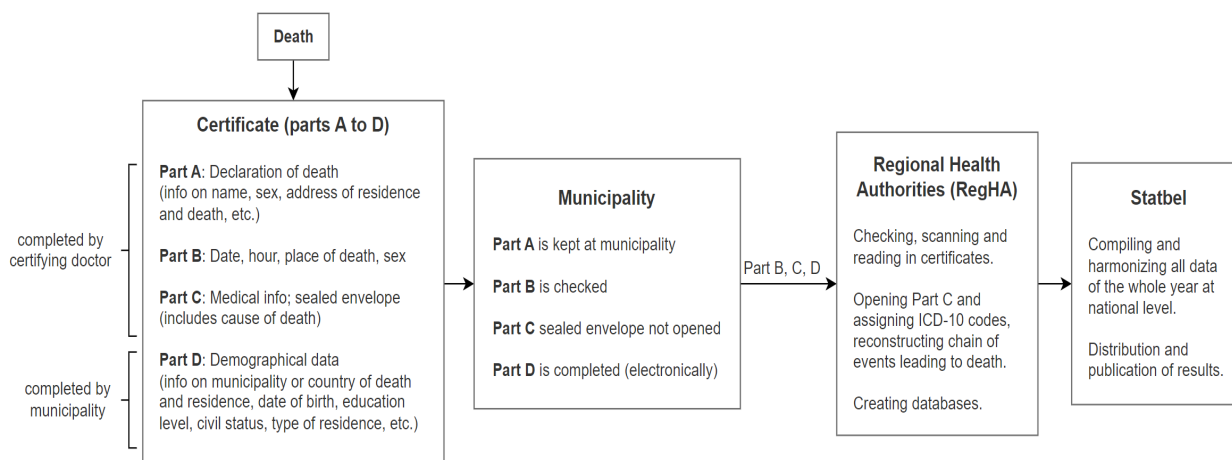 Death
Certificate (parts A to D)
completed by
certifying doctor
Part A: Declaration of death
(info on name, sex, address of residence
and death, etc.)
Part B: Date, hour, place of death, sex
Part C: Medical info; sealed envelope
(includes cause of death)
completed by
municipality
Part D: Demographical data
(info on municipality or country of death
and residence, date of birth, education
level, civil status, type of residence, etc.)
Municipality
Part A is kept at municipality
Part B is checked
Part C sealed envelope not opened
Part D is completed (electronically)
Part B, C, D
Regional Health
Authorities (RegHA)
Checking, scanning and
reading in certificates.
Opening Part C and
assigning ICD-10 codes,
reconstructing chain of
events leading to death.
Creating databases.
Statbel
Compiling and
harmonizing all data
of the whole year at
national level.
Distribution and
publication of results.